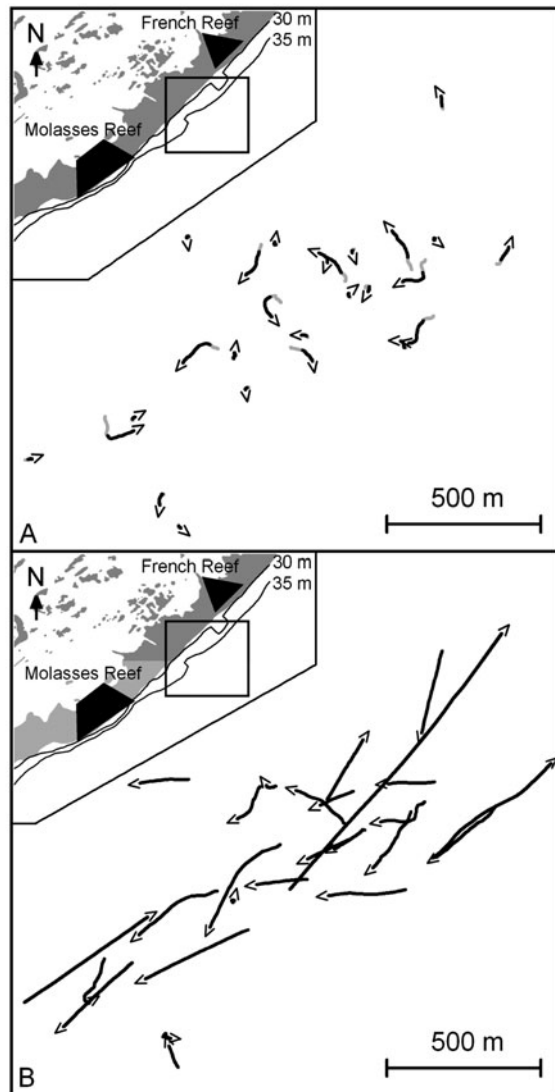 French Reef
30 m
35 m
N
Molasses Reef
500 m
A
French Reef
30 m
35 m
N
Molasses Reef
500 m
B